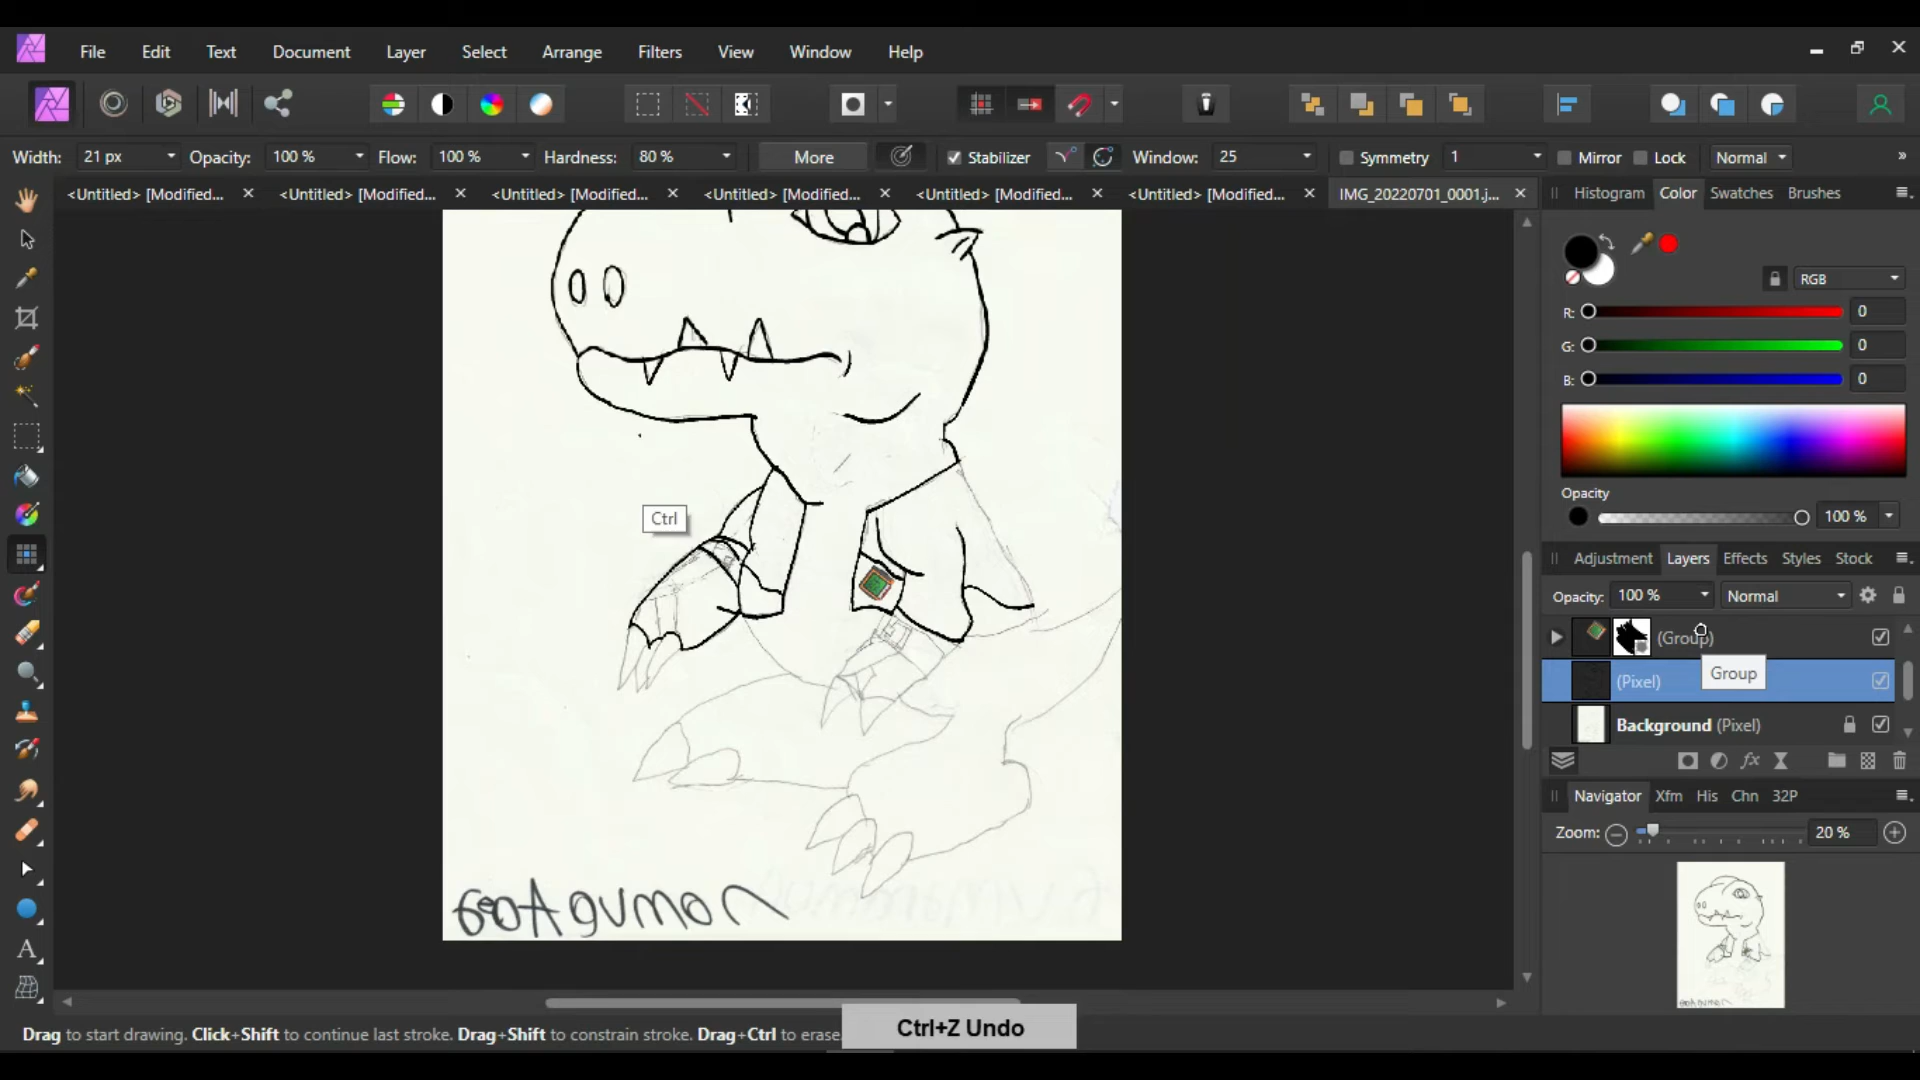 File Edit Text Document Layer Select Arrange Filters View Window Help
Width: 21 px Opacity: 100 % Flow: 100 % Hardness: 80 % More Stabilizer Window: 25 Symmetry 1 Mirror Lock Normal »
<Untitled> [Modified... <Untitled> [Modified... <Untitled> [Modified... <Untitled> [Modified... <Untitled> [Modified... <Untitled> [Modified... IMG_20220701_0001.j...
Histogram Color Swatches Brushes
RGB
R: 0
G: 0
B: 0
Opacity
100 %
Ctrl
Adjustment Layers Effects Styles Stock
Opacity: 100 % Normal
(Group)
Group
(Pixel)
Background (Pixel)
Navigator Xfm His Chn 32P
Zoom: 20 %
GeoAgumon
Drag to start drawing. Click+Shift to continue last stroke. Drag+Shift to constrain stroke. Drag+Ctrl to erase.
Ctrl+Z Undo